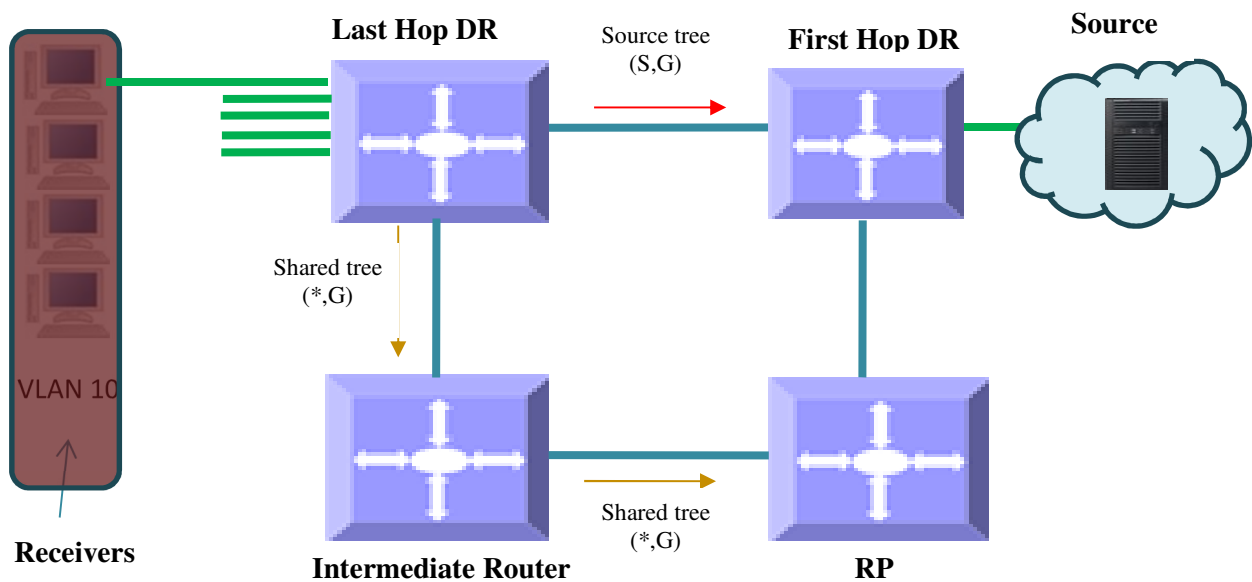 Last Hop DR
Source tree
(S,G)
First Hop DR
Source
Shared tree
(*,G)
VLAN 10
Shared tree
(*,G)
Receivers
Intermediate Router
RP